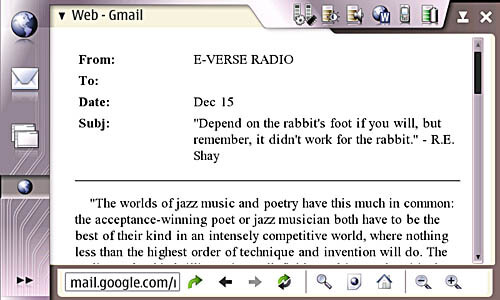 ▼ Web - Gmail
From: E-VERSE RADIO
To:
Date: Dec 15
Subj: "Depend on the rabbit's foot if you will, but
remember, it didn't work for the rabbit." - R.E.
Shay
"The worlds of jazz music and poetry have this much in common:
the acceptance-winning poet or jazz musician both have to be the
best of their kind in an intensely competitive world, where nothing
less than the highest order of technique and invention will do. The
mail.google.com/